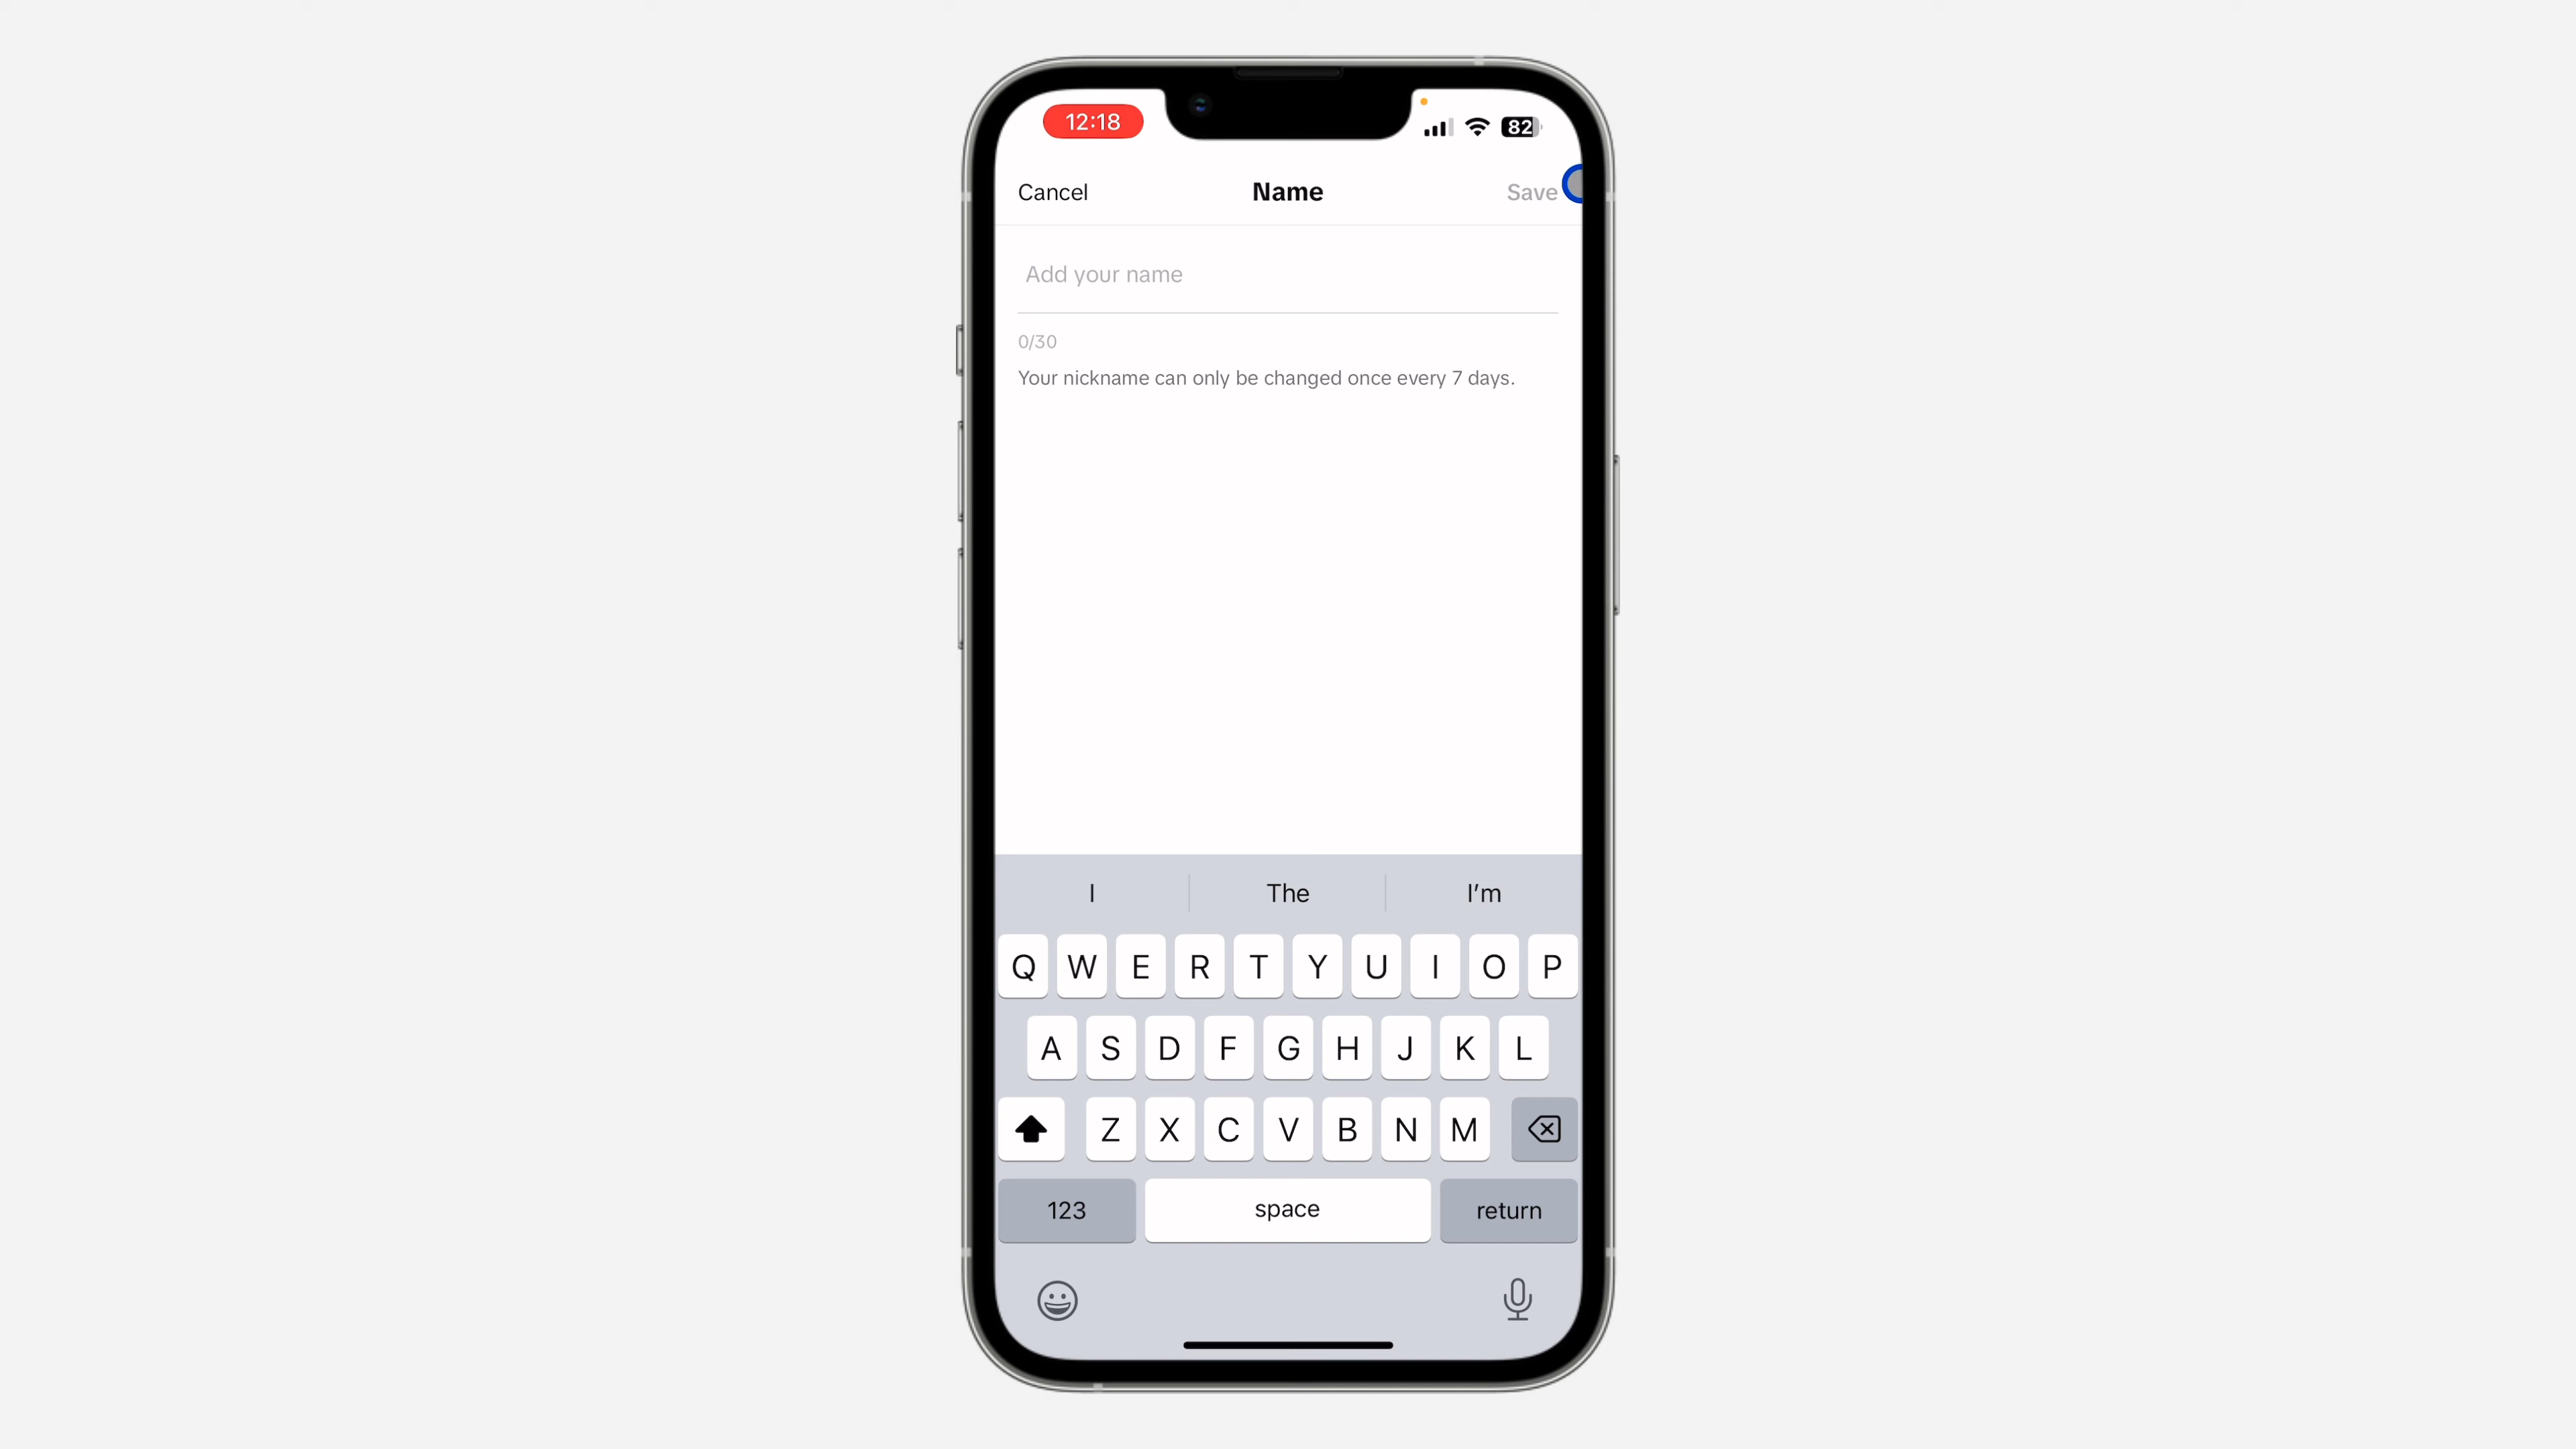 12:18
82
Cancel
Name
Save
Add your name
0/30
Your nickname can only be changed once every 7 days.
I
The
I'm
Q W E R T Y U I O P
A S D F G H J K L
Z X C V B N M
123
space
return